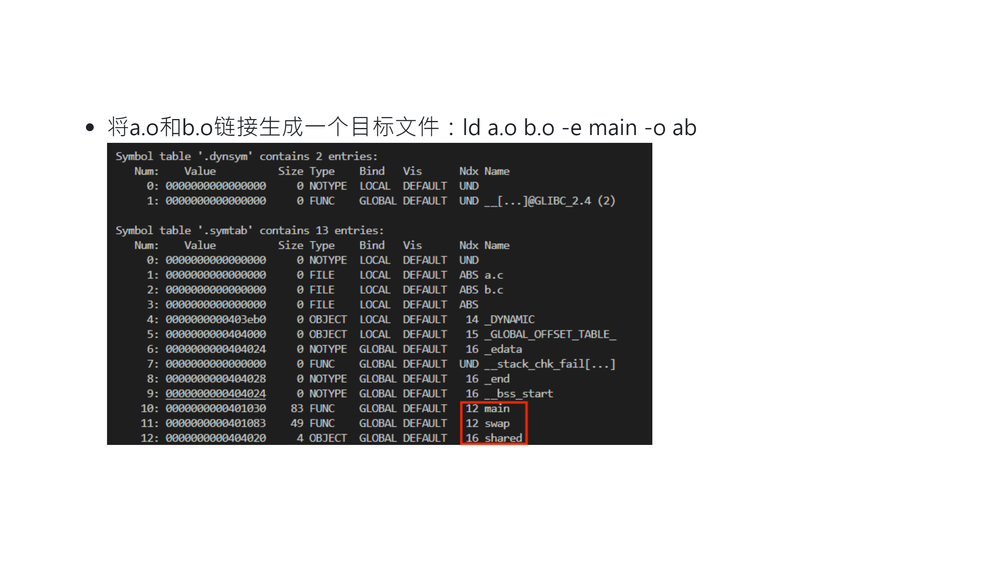 • 将a.o和b.o链接生成一个目标文件：ld a.o b.o -e main -o ab
Symbol table '.dynsym' contains 2 entries:
   Num:    Value          Size Type    Bind   Vis      Ndx Name
     0: 0000000000000000     0 NOTYPE  LOCAL  DEFAULT  UND
     1: 0000000000000000     0 FUNC    GLOBAL DEFAULT  UND __[...]@GLIBC_2.4 (2)
Symbol table '.symtab' contains 13 entries:
   Num:    Value          Size Type    Bind   Vis      Ndx Name
     0: 0000000000000000     0 NOTYPE  LOCAL  DEFAULT  UND
     1: 0000000000000000     0 FILE    LOCAL  DEFAULT  ABS a.c
     2: 0000000000000000     0 FILE    LOCAL  DEFAULT  ABS b.c
     3: 0000000000000000     0 FILE    LOCAL  DEFAULT  ABS
     4: 0000000000403eb0     0 OBJECT  LOCAL  DEFAULT   14 _DYNAMIC
     5: 0000000000404000     0 OBJECT  LOCAL  DEFAULT   15 _GLOBAL_OFFSET_TABLE_
     6: 0000000000404024     0 NOTYPE  GLOBAL DEFAULT   16 _edata
     7: 0000000000000000     0 FUNC    GLOBAL DEFAULT  UND __stack_chk_fail[...]
     8: 0000000000404028     0 NOTYPE  GLOBAL DEFAULT   16 _end
     9: 0000000000404024     0 NOTYPE  GLOBAL DEFAULT   16 __bss_start
    10: 0000000000401030    83 FUNC    GLOBAL DEFAULT   12 main
    11: 0000000000401083    49 FUNC    GLOBAL DEFAULT   12 swap
    12: 0000000000404020     4 OBJECT  GLOBAL DEFAULT   16 shared